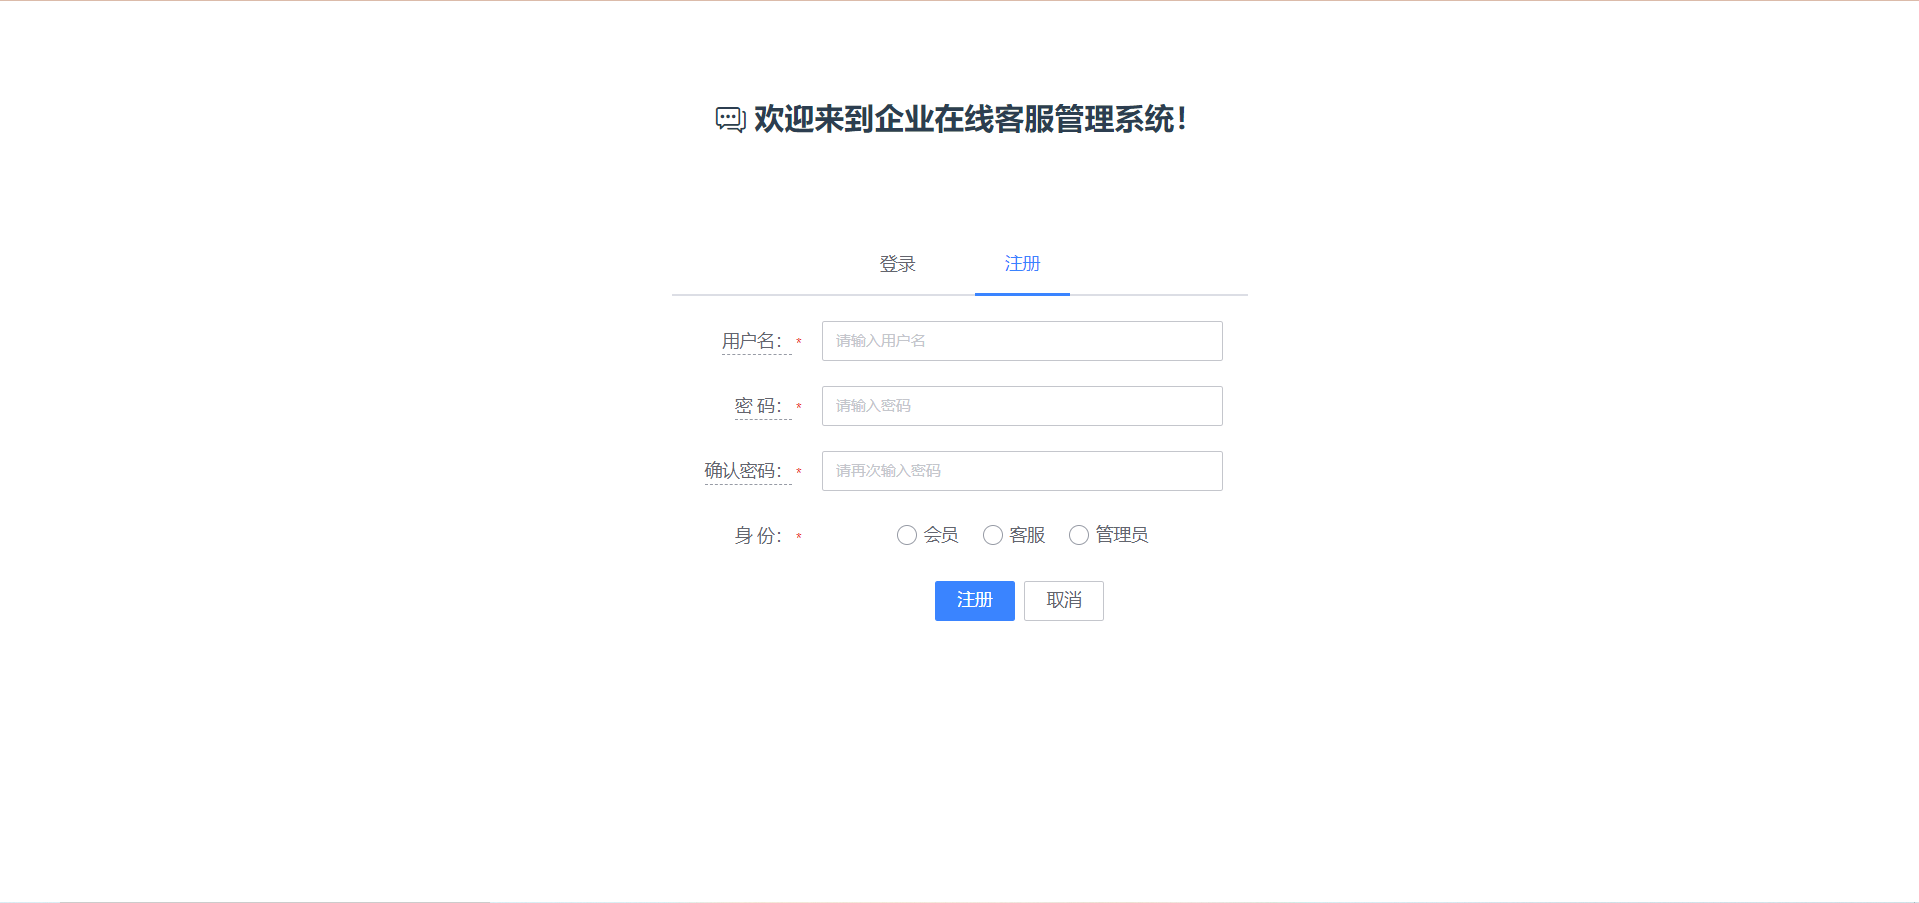 欢迎来到企业在线客服管理系统！
登录 注册
用户名： * 请输入用户名
密 码： * 请输入密码
确认密码： * 请再次输入密码
身 份： * 会员 客服 管理员
注册 取消